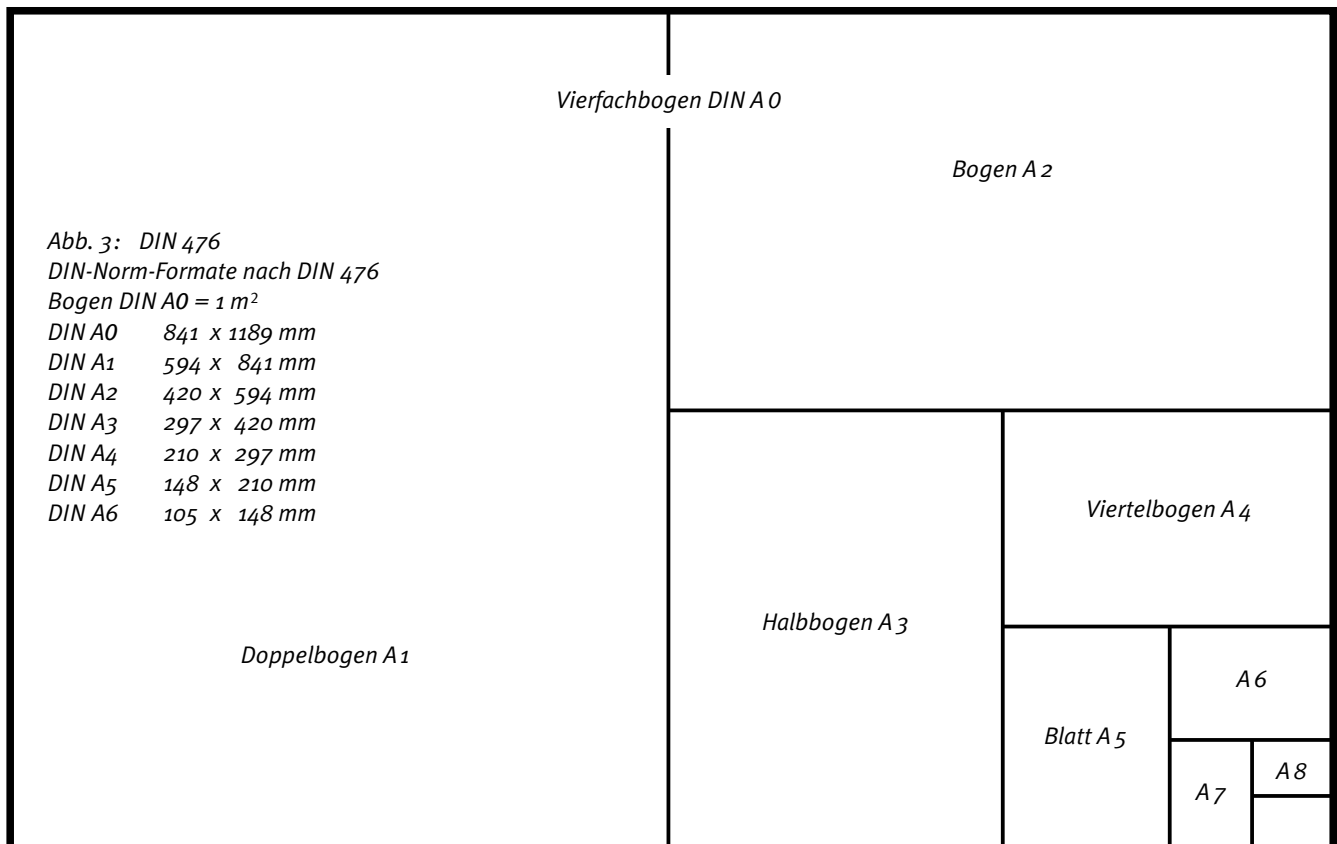 Vierfachbogen DIN A 0
Bogen A 2
Abb. 3: DIN 476
DIN-Norm-Formate nach DIN 476
Bogen DIN A0 = 1 m²
DIN A0 841 x 1189 mm
DIN A1 594 x 841 mm
DIN A2 420 x 594 mm
DIN A3 297 x 420 mm
DIN A4 210 x 297 mm
DIN A5 148 x 210 mm
DIN A6 105 x 148 mm
Viertelbogen A 4
Halbbogen A 3
Doppelbogen A 1
A 6
Blatt A 5
A 8
A 7